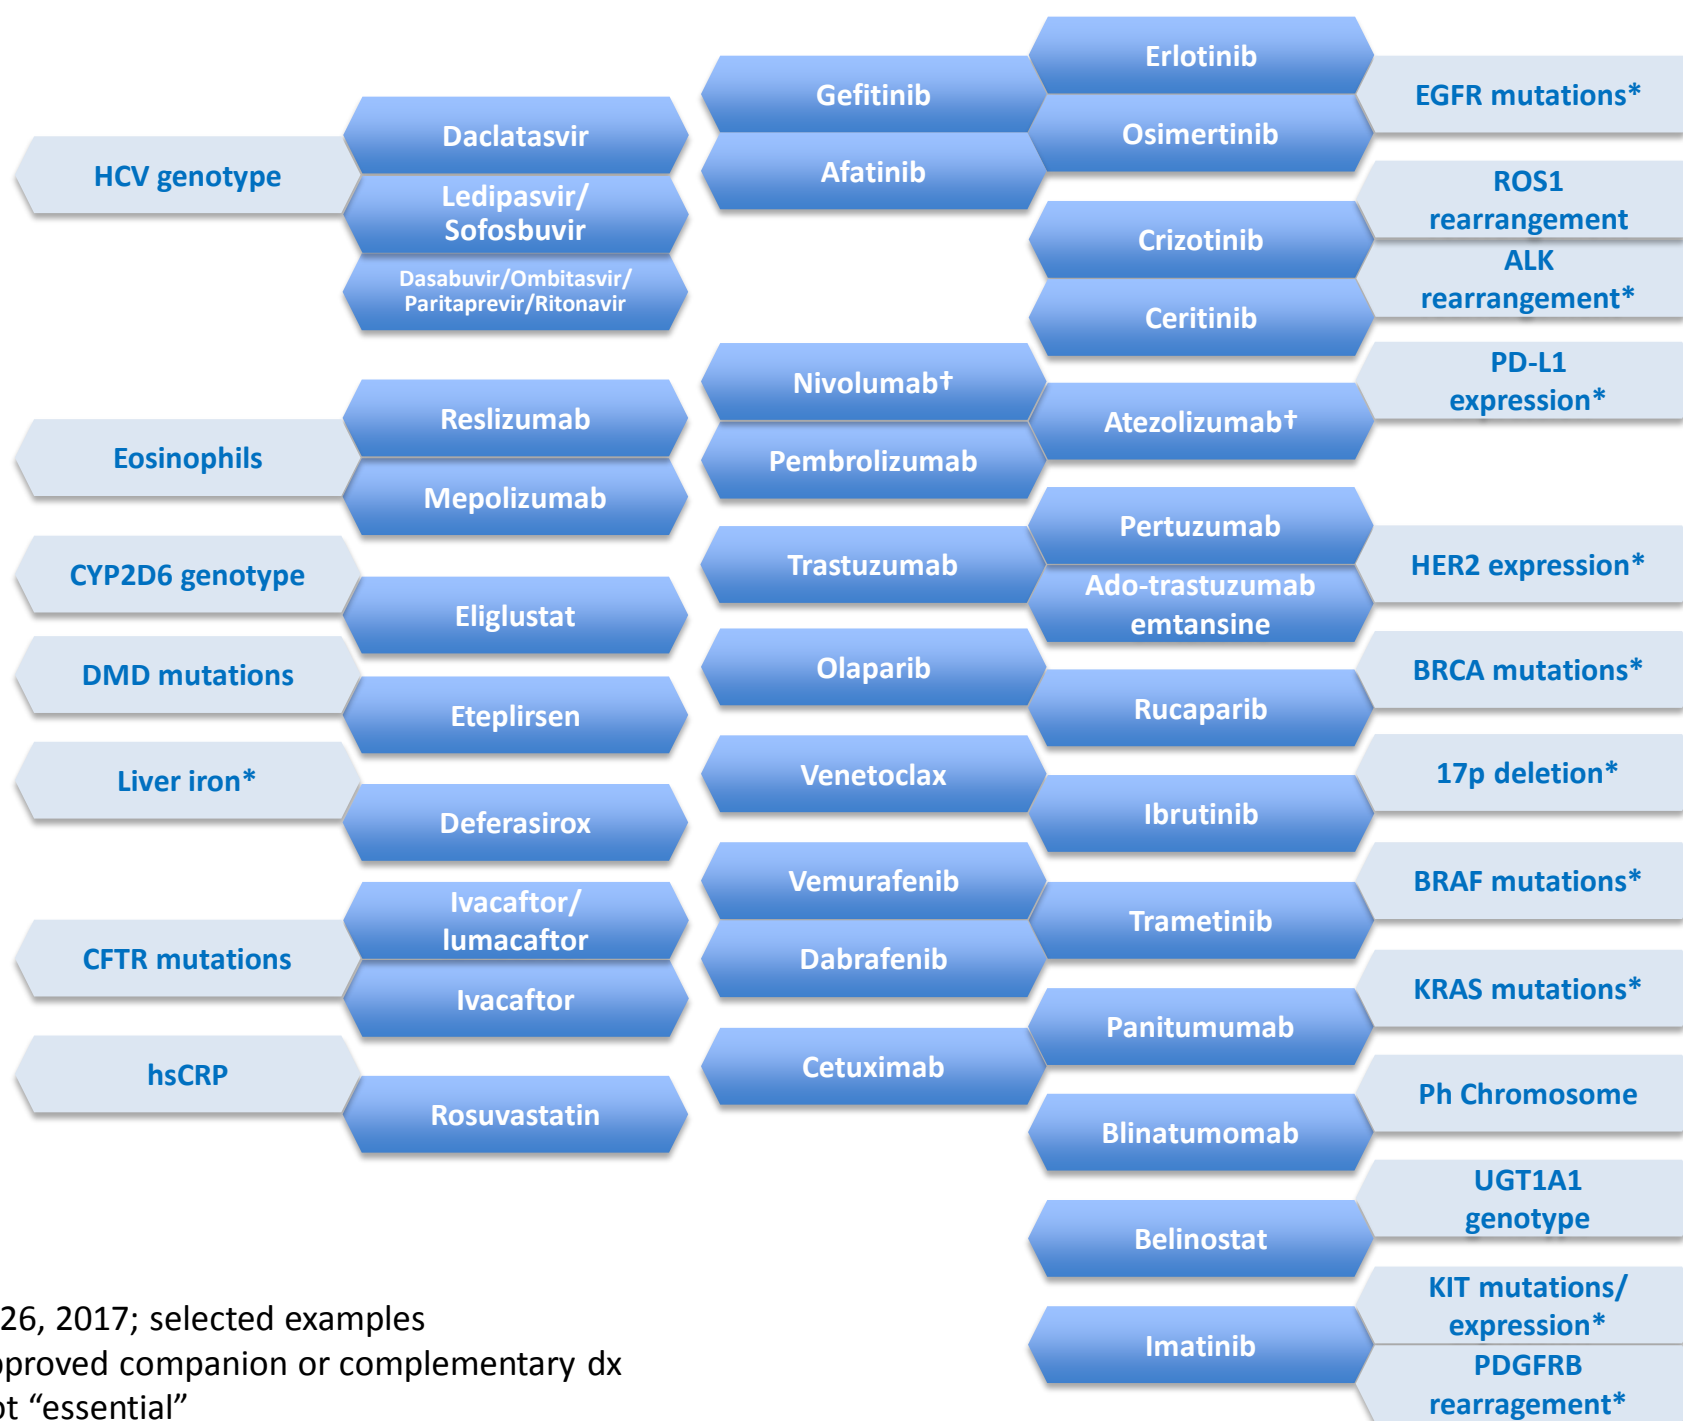 HCV genotype
Daclatasvir
Ledipasvir/
Sofosbuvir
Dasabuvir/Ombitasvir/
Paritaprevir/Ritonavir
Eosinophils
Reslizumab
Mepolizumab
CYP2D6 genotype
Eliglustat
DMD mutations
Eteplirsen
Liver iron*
Deferasirox
CFTR mutations
Ivacaftor/
lumacaftor
Ivacaftor
hsCRP
Rosuvastatin
Gefitinib
Afatinib
Erlotinib
Osimertinib
EGFR mutations*
Crizotinib
Ceritinib
ROS1
rearrangement
ALK
rearrangement*
Nivolumab†
Pembrolizumab
Atezolizumab†
PD-L1
expression*
Trastuzumab
Pertuzumab
Ado-trastuzumab
emtansine
HER2 expression*
Olaparib
Rucaparib
BRCA mutations*
Venetoclax
Ibrutinib
17p deletion*
Vemurafenib
Dabrafenib
Trametinib
BRAF mutations*
Cetuximab
Panitumumab
KRAS mutations*
Blinatumomab
Ph Chromosome
Belinostat
UGT1A1
genotype
Imatinib
KIT mutations/
expression*
PDGFRB
rearragement*
26, 2017; selected examples
companion or complementary dx
"essential"